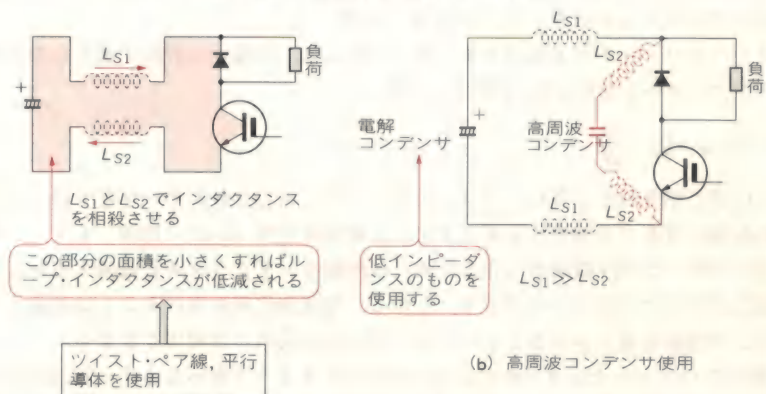 L_S1
+
L_S2
負
荷
L_S1とL_S2でインダクタンス
を相殺させる
この部分の面積を小さくすればルー
プ・インダクタンスが低減される
ツイスト・ペア線，平行
導体を使用
L_S1
L_S2
負
荷
+
電解
コンデンサ
高周波
コンデンサ
L_S2
L_S1
低インピーダ
ンスのものを
使用する
L_S1≫L_S2
(b) 高周波コンデンサ使用